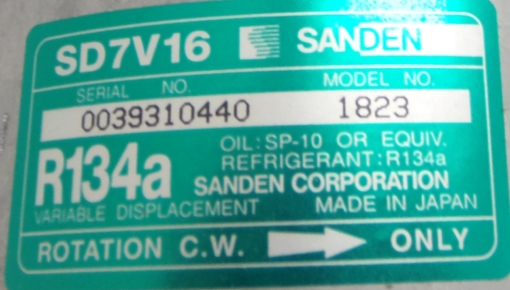 SD7V16 SANDEN
SERIAL NO. MODEL NO.
0039310440 1823
OIL:SP-10 OR EQUIV.
REFRIGERANT:R134a
R134a SANDEN CORPORATION
VARIABLE DISPLACEMENT MADE IN JAPAN
ROTATION C.W. ONLY